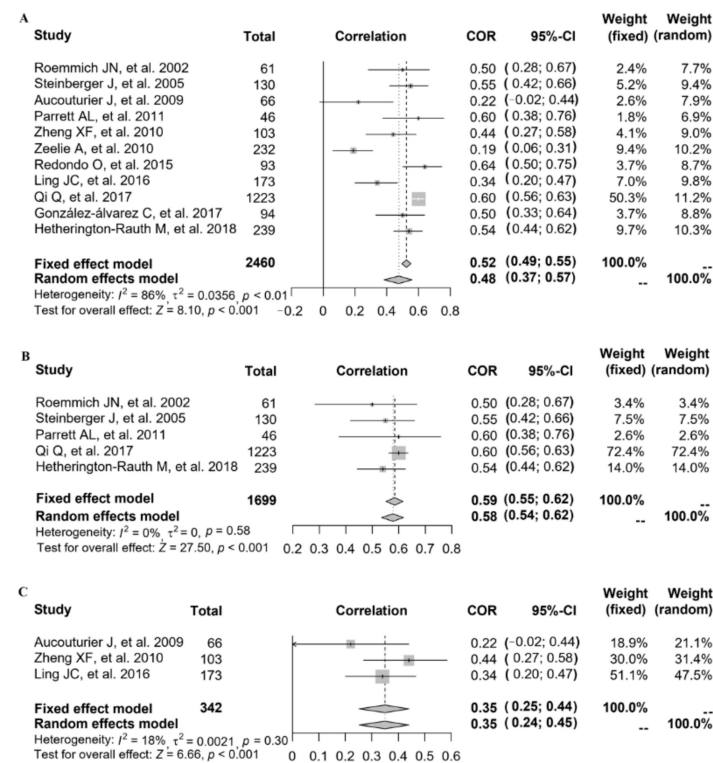 A
Weight Weight
Study Total Correlation COR 95%-CI (fixed) (random)
Roemmich JN, et al. 2002 61 0.50 (0.28; 0.67) 2.4% 7.7%
Steinberger J, et al. 2005 130 0.55 (0.42; 0.66) 5.2% 9.4%
Aucouturier J, et al. 2009 66 0.22 (−0.02; 0.44) 2.6% 7.9%
Parrett AL, et al. 2011 46 0.60 (0.38; 0.76) 1.8% 6.9%
Zheng XF, et al. 2010 103 0.44 (0.27; 0.58) 4.1% 9.0%
Zeelie A, et al. 2010 232 0.19 (0.06; 0.31) 9.4% 10.2%
Redondo O, et al. 2015 93 0.64 (0.50; 0.75) 3.7% 8.7%
Ling JC, et al. 2016 173 0.34 (0.20; 0.47) 7.0% 9.8%
Qi Q, et al. 2017 1223 0.60 (0.56; 0.63) 50.3% 11.2%
González-álvarez C, et al. 2017 94 0.50 (0.33; 0.64) 3.7% 8.8%
Hetherington-Rauth M, et al. 2018 239 0.54 (0.44; 0.62) 9.7% 10.3%
Fixed effect model 2460 0.52 (0.49; 0.55) 100.0% --
Random effects model 0.48 (0.37; 0.57) -- 100.0%
Heterogeneity: I² = 86%, τ² = 0.0356, p < 0.01
Test for overall effect: Z = 8.10, p < 0.001 −0.2 0 0.2 0.4 0.6 0.8
B
Weight Weight
Study Total Correlation COR 95%-CI (fixed) (random)
Roemmich JN, et al. 2002 61 0.50 (0.28; 0.67) 3.4% 3.4%
Steinberger J, et al. 2005 130 0.55 (0.42; 0.66) 7.5% 7.5%
Parrett AL, et al. 2011 46 0.60 (0.38; 0.76) 2.6% 2.6%
Qi Q, et al. 2017 1223 0.60 (0.56; 0.63) 72.4% 72.4%
Hetherington-Rauth M, et al. 2018 239 0.54 (0.44; 0.62) 14.0% 14.0%
Fixed effect model 1699 0.59 (0.55; 0.62) 100.0%
Random effects model 0.58 (0.54; 0.62) -- 100.0%
Heterogeneity: I² = 0%, τ² = 0, p = 0.58
Test for overall effect: Z = 27.50, p < 0.001 0.2 0.3 0.4 0.5 0.6 0.7 0.8
C
Weight Weight
Study Total Correlation COR 95%-CI (fixed) (random)
Aucouturier J, et al. 2009 66 0.22 (−0.02; 0.44) 18.9% 21.1%
Zheng XF, et al. 2010 103 0.44 (0.27; 0.58) 30.0% 31.4%
Ling JC, et al. 2016 173 0.34 (0.20; 0.47) 51.1% 47.5%
Fixed effect model 342 0.35 (0.25; 0.44) 100.0% --
Random effects model 0.35 (0.24; 0.45) -- 100.0%
Heterogeneity: I² = 18%, τ² = 0.0021, p = 0.30
Test for overall effect: Z = 6.66, p < 0.001 0 0.1 0.2 0.3 0.4 0.5 0.6